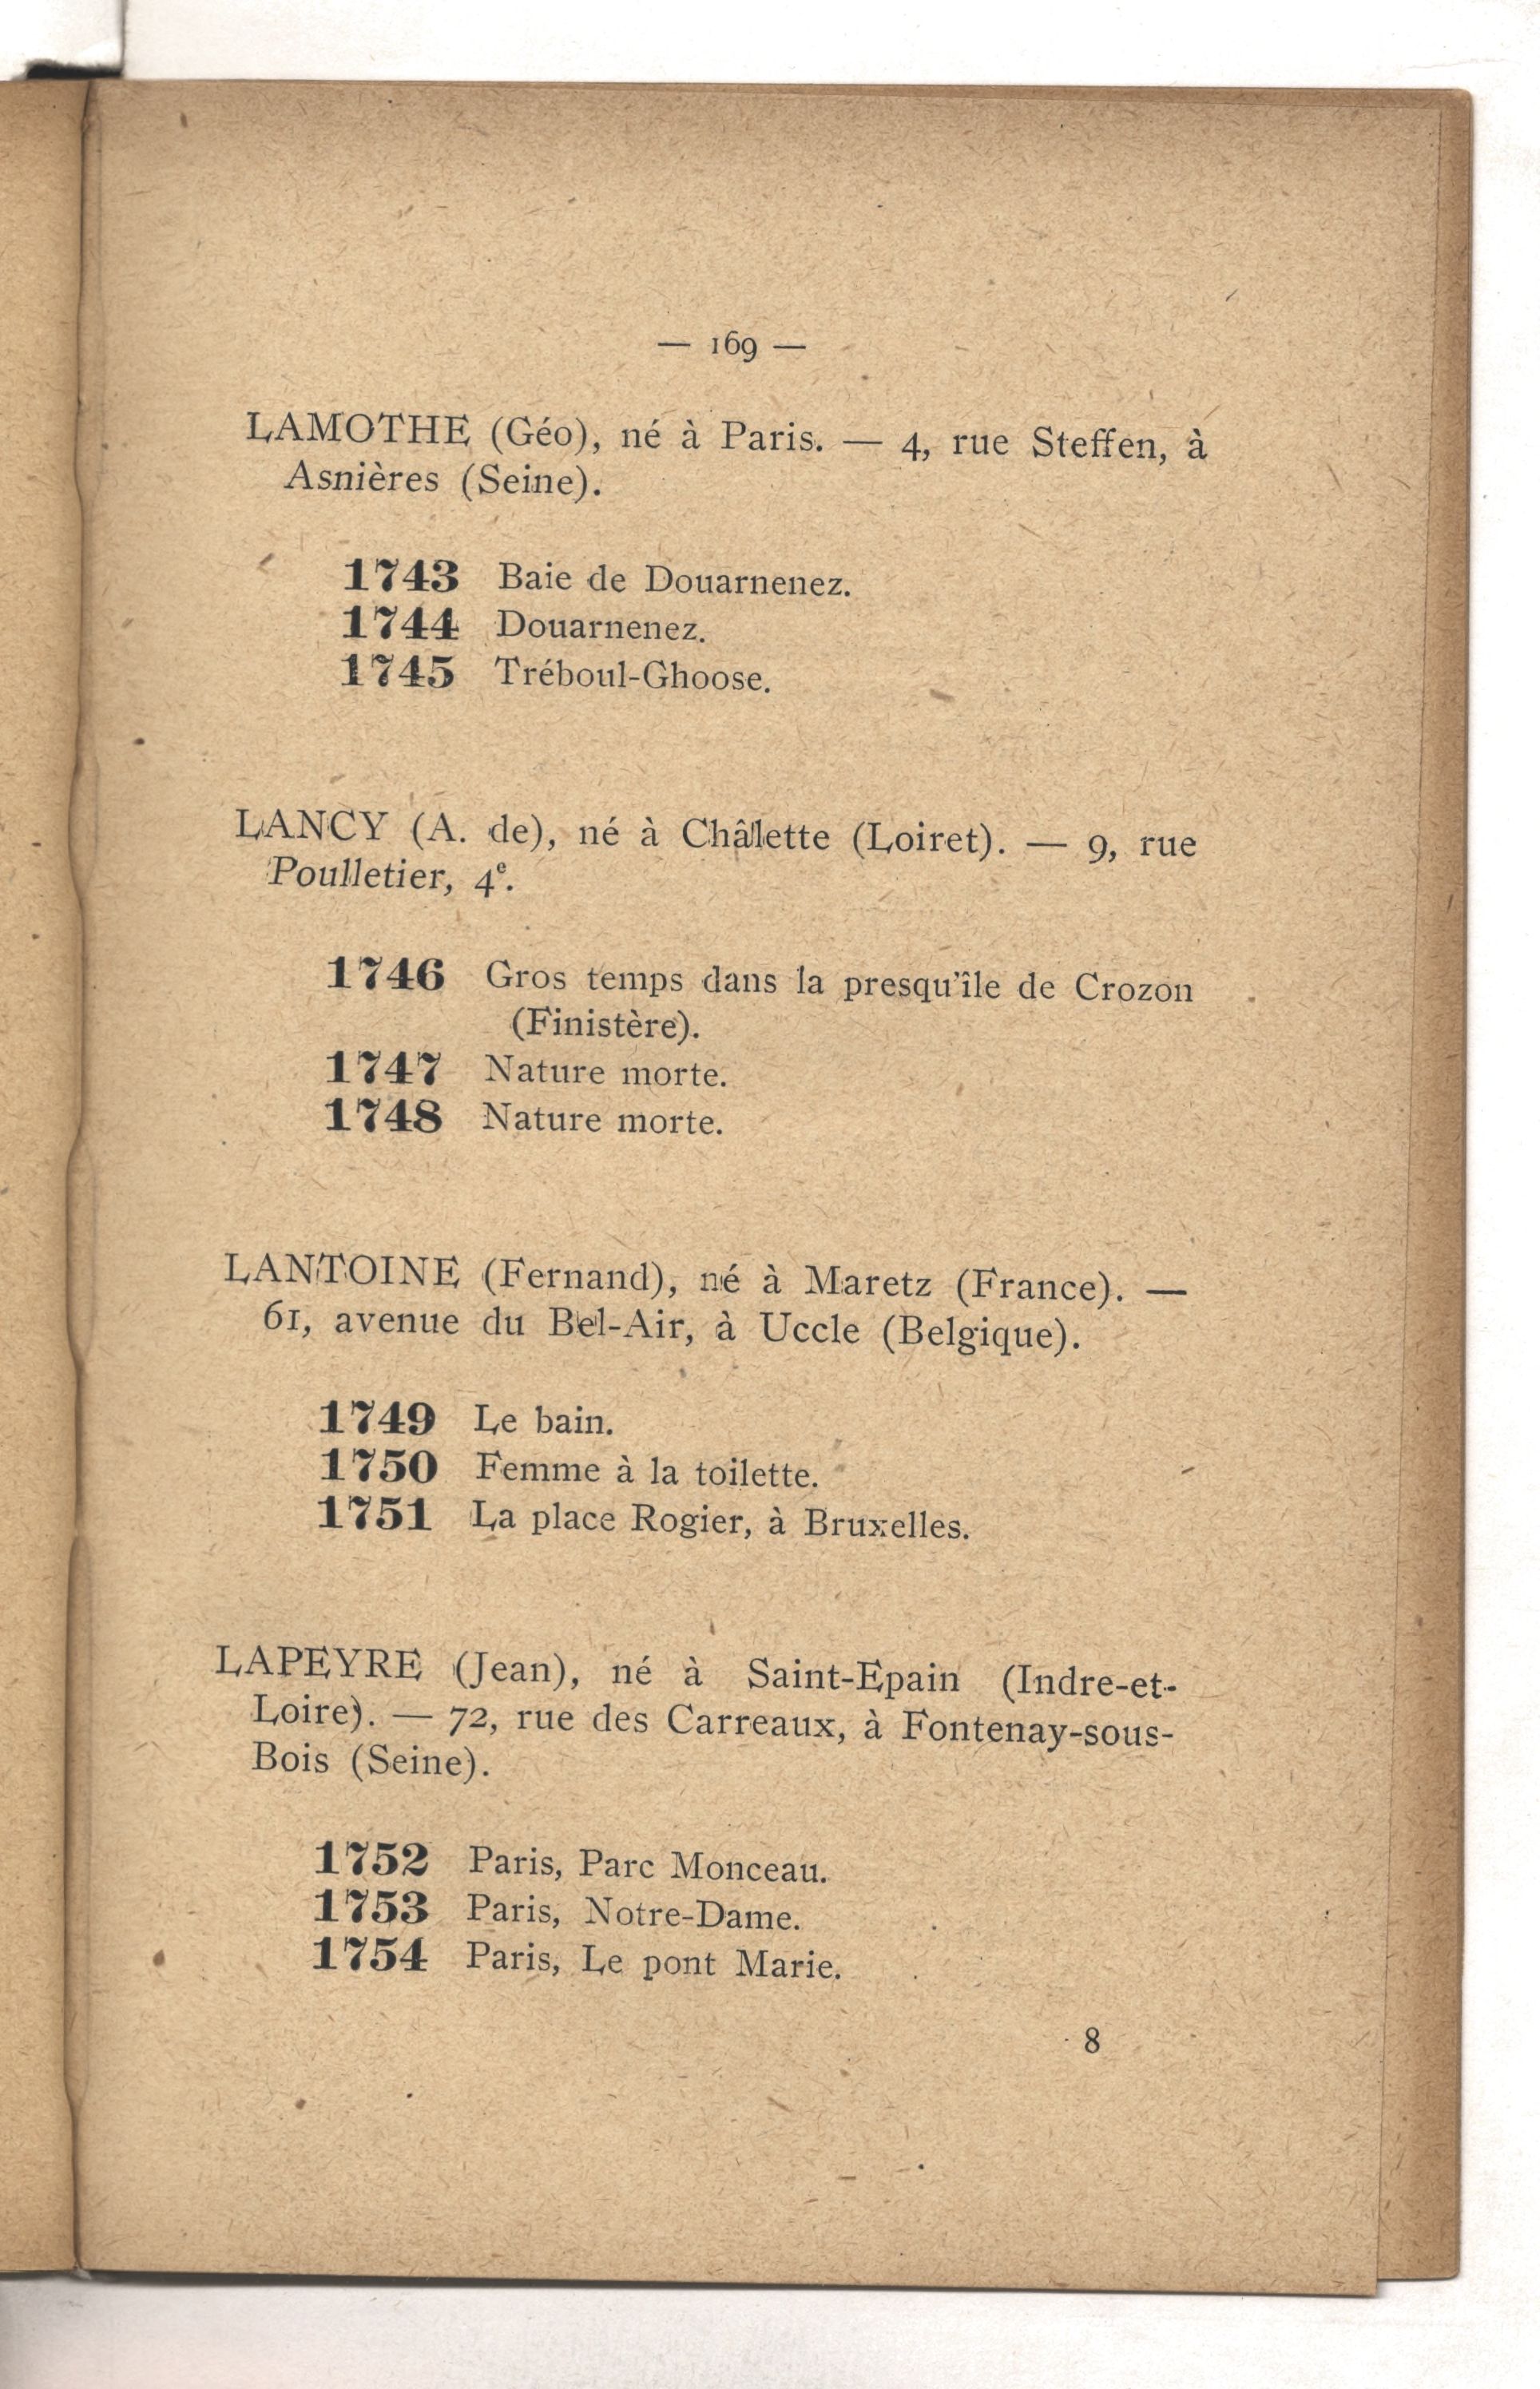 — 169 —
LAMOTHE (Géo), né à Paris. — 4, rue Steffen, à
Asnières (Seine).
1743 Baie de Douarnenez.
1744 Douarnenez.
1745 Tréboul-Ghoose.
LANCY (A. de), né à Châlette (Loiret). — 9, rue
Poulletier, 4e.
1746 Gros temps dans la presqu'île de Crozon
(Finistère).
1747 Nature morte.
1748 Nature morte.
LANTOINE (Fernand), né à Maretz (France). —
61, avenue du Bel-Air, à Uccle (Belgique).
1749 Le bain.
1750 Femme à la toilette.
1751 La place Rogier, à Bruxelles.
LAPEYRE (Jean), né à Saint-Epain (Indre-et-
Loire). — 72, rue des Carreaux, à Fontenay-sous-
Bois (Seine).
1752 Paris, Parc Monceau.
1753 Paris, Notre-Dame.
1754 Paris, Le pont Marie.
8